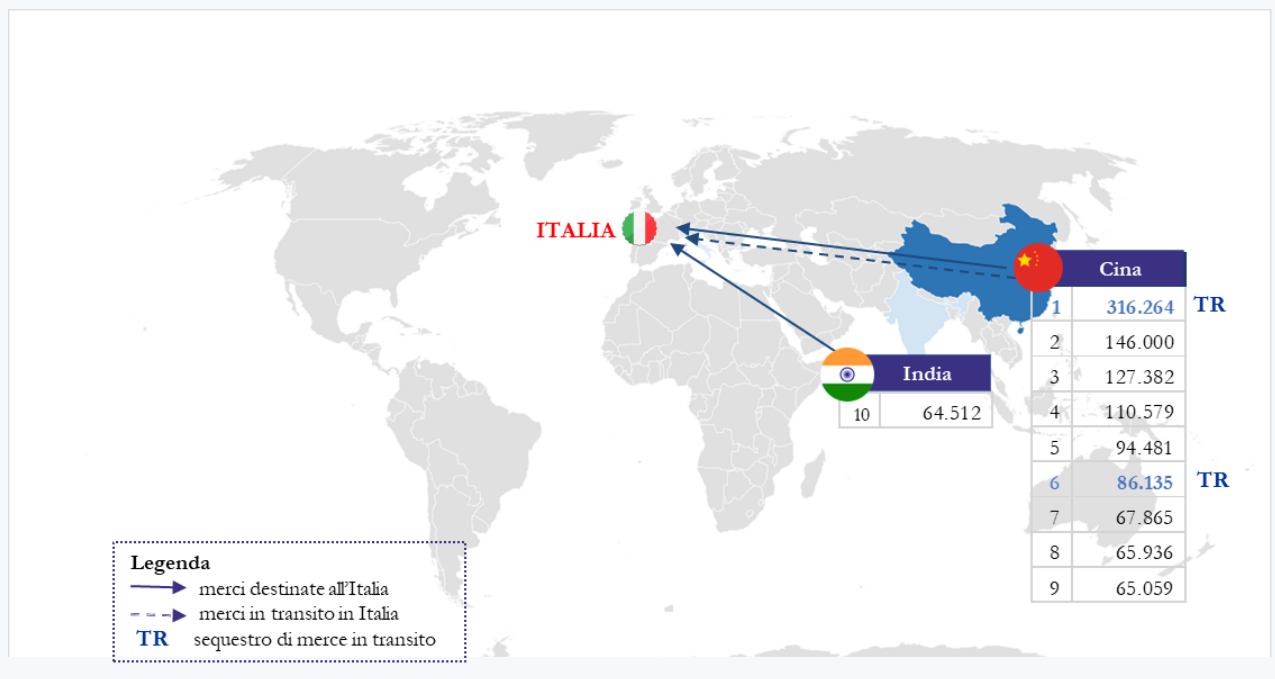 ITALIA
Cina
1 316.264 TR
2 146.000
3 127.382
4 110.579
5 94.481
6 86.135 TR
7 67.865
8 65.936
9 65.059
India
10 64.512
Legenda
merci destinate all'Italia
merci in transito in Italia
TR sequestro di merce in transito